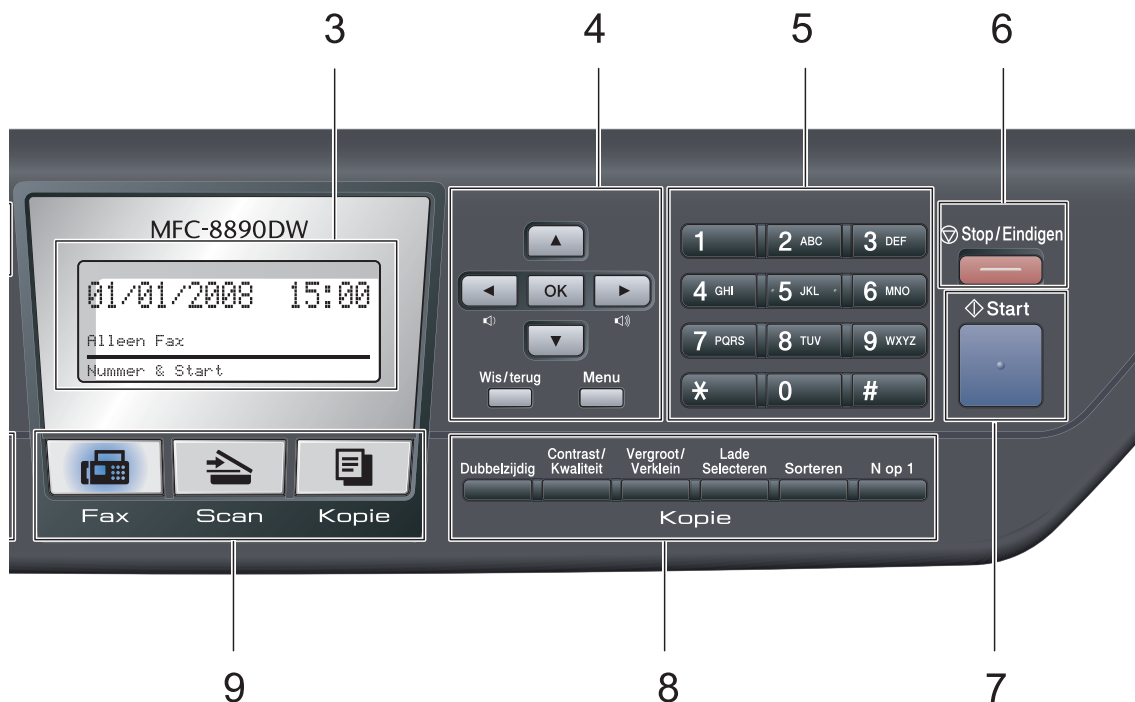 3 4 5 6
MFC-8890DW
01/01/2008 15:00
Alleen Fax
Nummer & Start
OK
Wis/terug Menu
1 2 ABC 3 DEF
4 GHI 5 JKL 6 MNO
7 PQRS 8 TUV 9 WXYZ
* 0 #
Stop/Eindigen
Start
Fax Scan Kopie
Dubbelzijdig Contrast/ Kwaliteit Vergroot/ Verklein Lade Selecteren Sorteren N op 1
Kopie
9 8 7